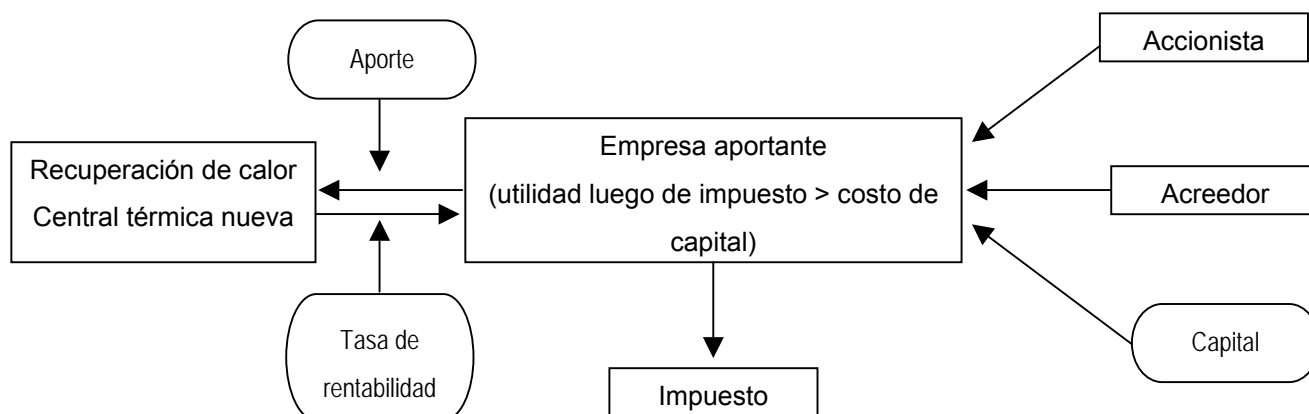 Aporte
Accionista
Recuperación de calor
Central térmica nueva
Empresa aportante
(utilidad luego de impuesto > costo de
capital)
Acreedor
Tasa de
rentabilidad
Impuesto
Capital